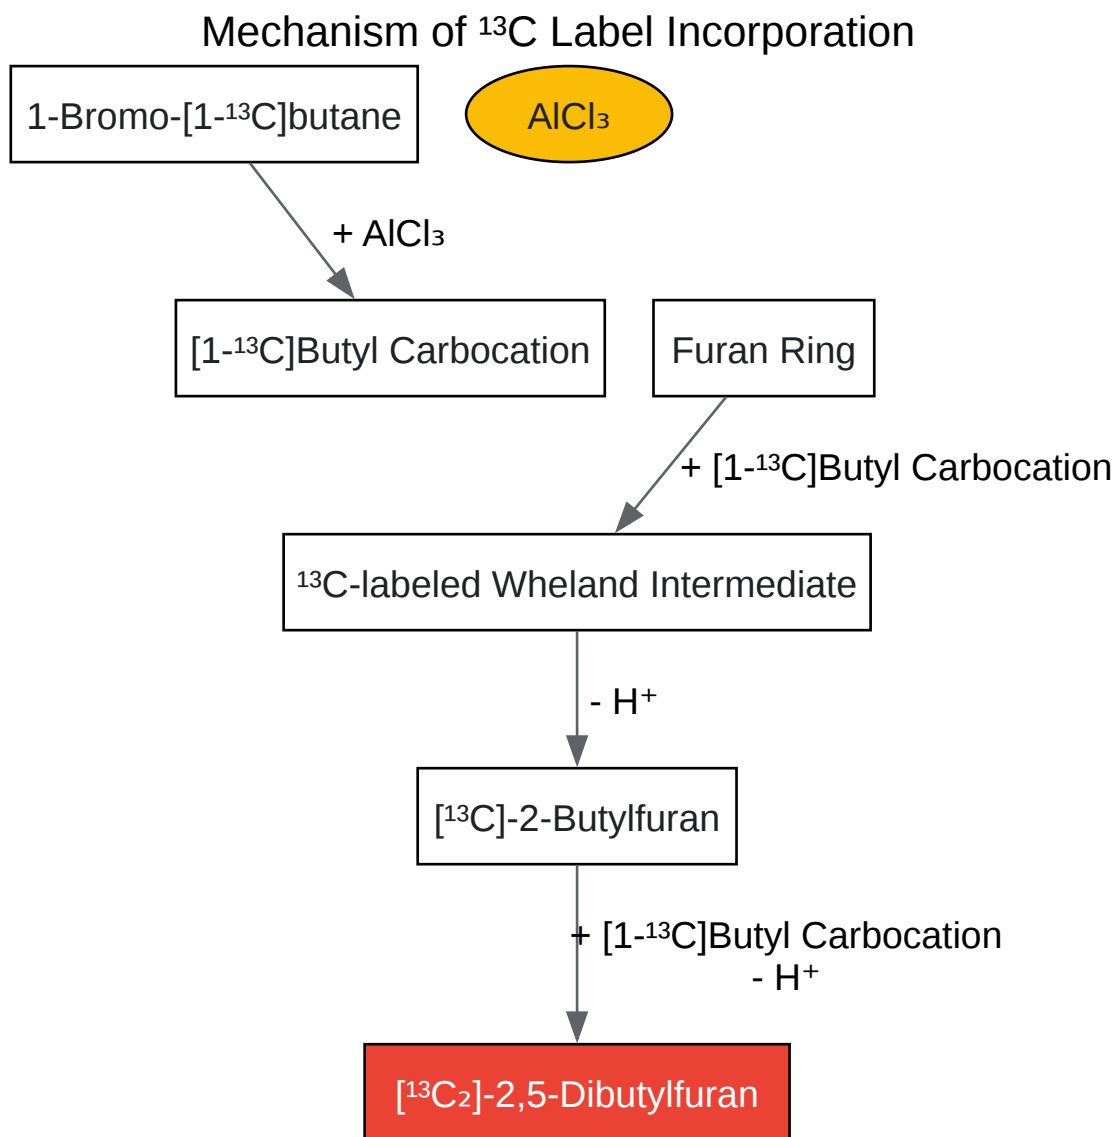 Mechanism of ¹³C Label Incorporation
1-Bromo-[1-¹³C]butane
AlCl₃
+ AlCl₃
[1-¹³C]Butyl Carbocation
Furan Ring
+ [1-¹³C]Butyl Carbocation
¹³C-labeled Wheland Intermediate
- H⁺
[¹³C]-2-Butylfuran
+ [1-¹³C]Butyl Carbocation
- H⁺
[¹³C₂]-2,5-Dibutylfuran